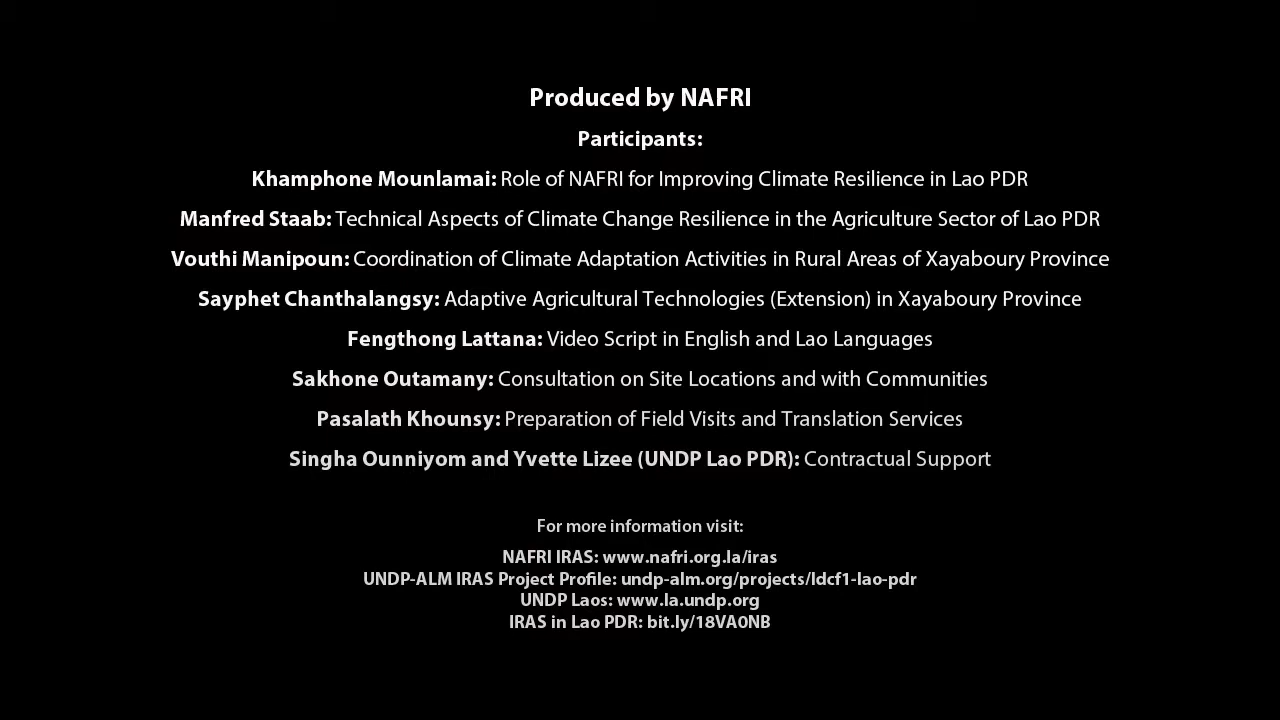 Produced by NAFRI
Participants:
Khamphone Mounlamai: Role of NAFRI for Improving Climate Resilience in Lao PDR
Manfred Staab: Technical Aspects of Climate Change Resilience in the Agriculture Sector of Lao PDR
Vouthi Manipoun: Coordination of Climate Adaptation Activities in Rural Areas of Xayaboury Province
Sayphet Chanthalangsy: Adaptive Agricultural Technologies (Extension) in Xayaboury Province
Fengthong Lattana: Video Script in English and Lao Languages
Sakhone Outamany: Consultation on Site Locations and with Communities
Pasalath Khounsy: Preparation of Field Visits and Translation Services
Singha Ounniyom and Yvette Lizee (UNDP Lao PDR): Contractual Support
For more information visit:
NAFRI IRAS: www.nafri.org.la/iras
UNDP-ALM IRAS Project Profile: undp-alm.org/projects/ldcf1-lao-pdr
UNDP Laos: www.la.undp.org
IRAS in Lao PDR: bit.ly/18VA0NB